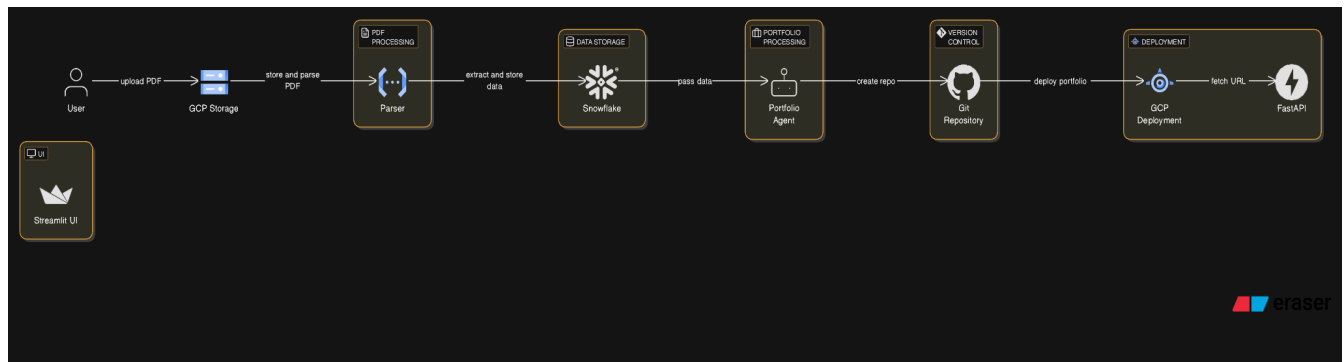 PDF
PROCESSING
DATA STORAGE
PORTFOLIO
PROCESSING
VERSION
CONTROL
DEPLOYMENT
User
upload PDF
GCP Storage
store and parse
PDF
Parser
extract and store
data
Snowflake
pass data
Portfolio
Agent
create repo
Git
Repository
deploy portfolio
GCP
Deployment
fetch URL
FastAPI
UI
Streamlit UI
eraser